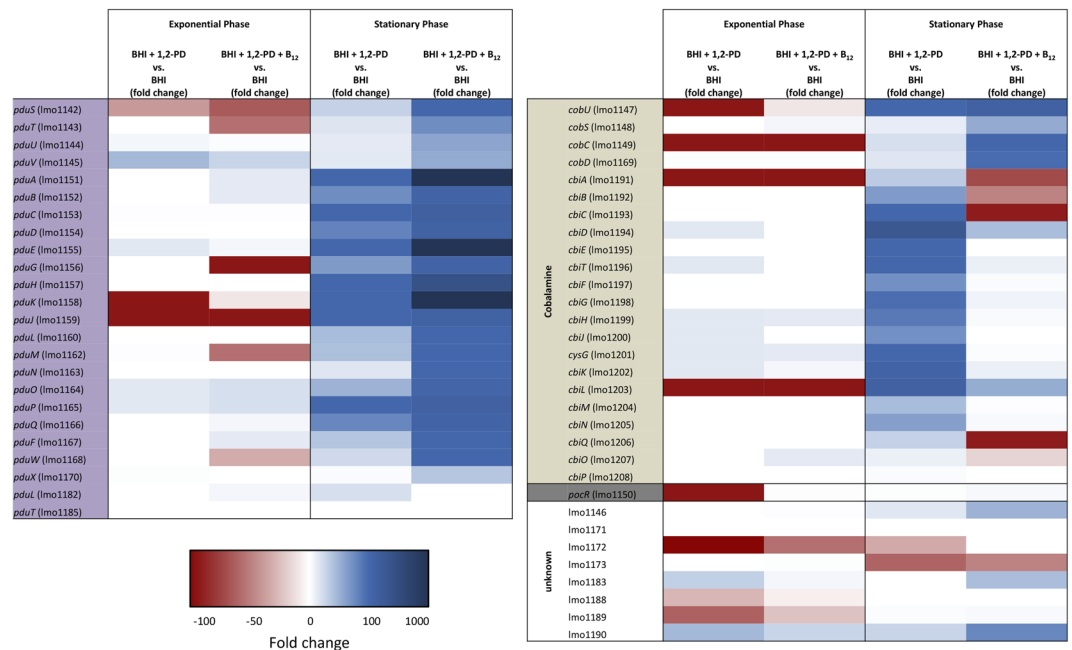 Exponential Phase
Stationary Phase
BHI + 1,2-PD
vs.
BHI
(fold change)
BHI + 1,2-PD + B12
vs.
BHI
(fold change)
BHI + 1,2-PD
vs.
BHI
(fold change)
BHI + 1,2-PD + B12
vs.
BHI
(fold change)
pduS (lmo1142)
pduT (lmo1143)
pduU (lmo1144)
pduV (lmo1145)
pduA (lmo1151)
pduB (lmo1152)
pduC (lmo1153)
pduD (lmo1154)
pduE (lmo1155)
pduG (lmo1156)
pduH (lmo1157)
pduK (lmo1158)
pduJ (lmo1159)
pduL (lmo1160)
pduM (lmo1162)
pduN (lmo1163)
pduO (lmo1164)
pduP (lmo1165)
pduQ (lmo1166)
pduF (lmo1167)
pduW (lmo1168)
pduX (lmo1170)
pduL (lmo1182)
pduT (lmo1185)
-100 -50 0 100 1000
Fold change
Exponential Phase
Stationary Phase
BHI + 1,2-PD
vs.
BHI
(fold change)
BHI + 1,2-PD + B12
vs.
BHI
(fold change)
BHI + 1,2-PD
vs.
BHI
(fold change)
BHI + 1,2-PD + B12
vs.
BHI
(fold change)
Cobalamine
cobU (lmo1147)
cobS (lmo1148)
cobC (lmo1149)
cobD (lmo1169)
cbiA (lmo1191)
cbiB (lmo1192)
cbiC (lmo1193)
cbiD (lmo1194)
cbiE (lmo1195)
cbiT (lmo1196)
cbiF (lmo1197)
cbiG (lmo1198)
cbiH (lmo1199)
cbiJ (lmo1200)
cysG (lmo1201)
cbiK (lmo1202)
cbiL (lmo1203)
cbiM (lmo1204)
cbiN (lmo1205)
cbiQ (lmo1206)
cbiO (lmo1207)
cbiP (lmo1208)
pocR (lmo1150)
unknown
lmo1146
lmo1171
lmo1172
lmo1173
lmo1183
lmo1188
lmo1189
lmo1190